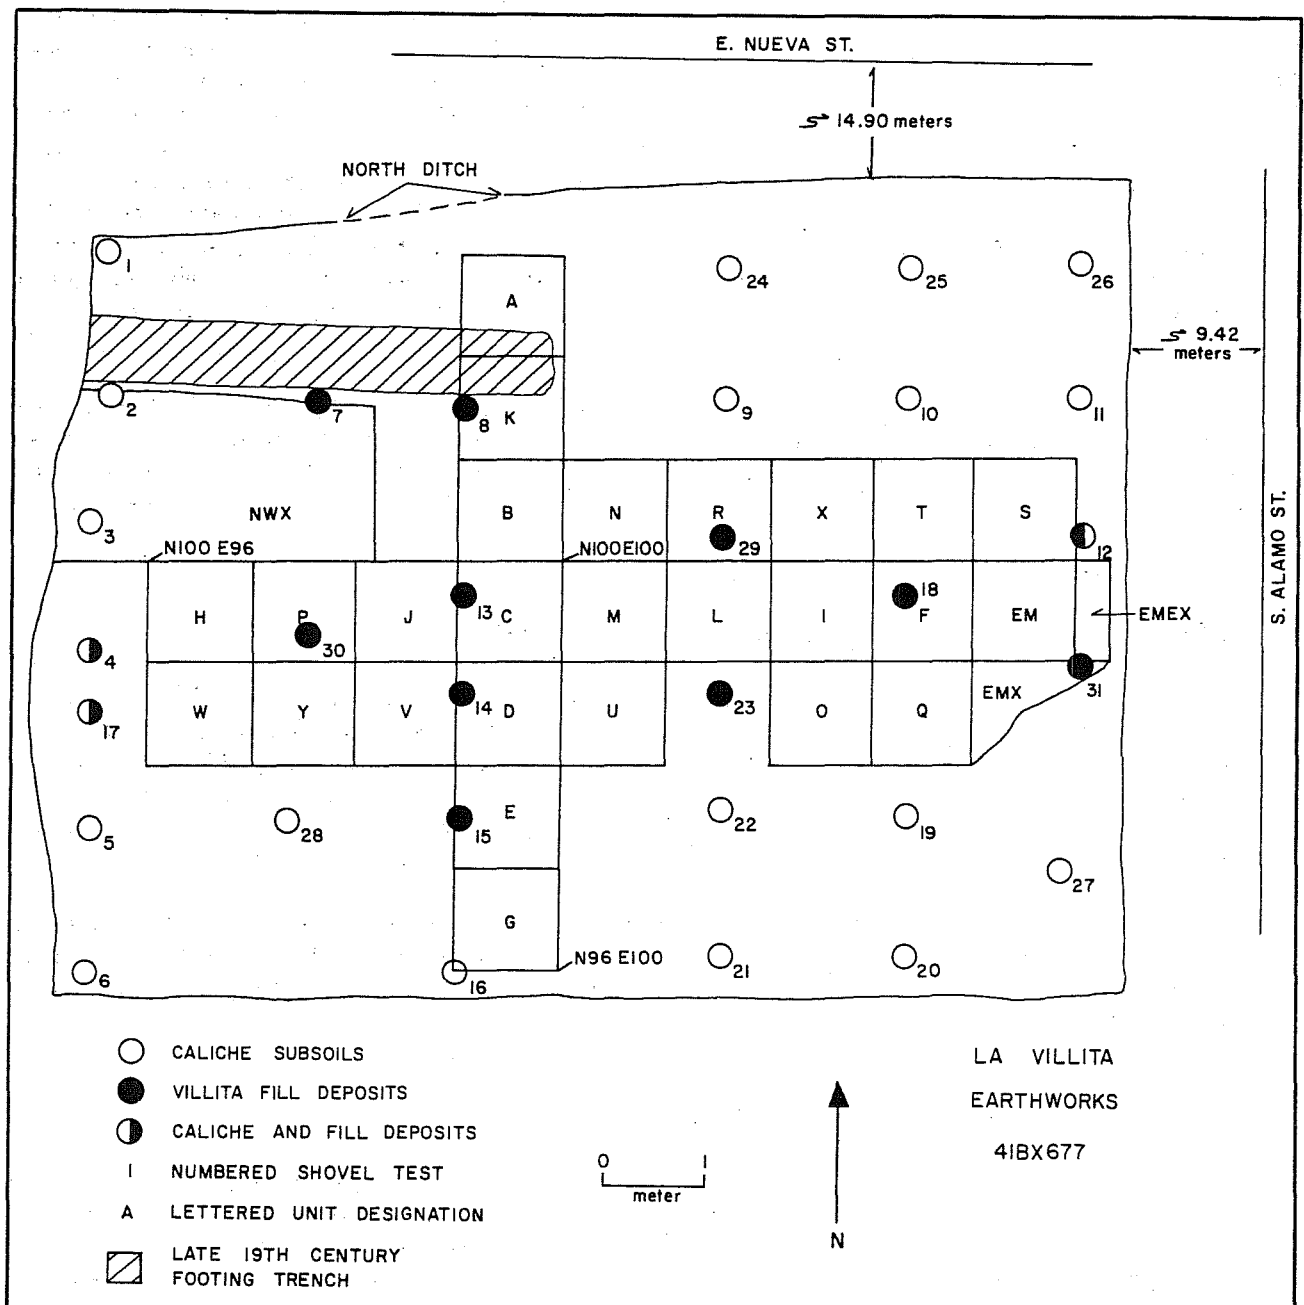 E. NUEVA ST.
14.90 meters
NORTH DITCH
1
24
25
26
A
9.42
meters
2
7
8
K
9
10
11
3
NWX
B
N
R
X
T
S
29
12
N100 E96
N100E100
S. ALAMO ST.
H
P
J
13
C
M
L
I
18
F
EM
EMEX
30
4
17
W
Y
V
14
D
U
23
O
Q
EMX
31
5
28
15
E
22
19
27
G
N96 E100
6
16
21
20
CALICHE SUBSOILS
VILLITA FILL DEPOSITS
CALICHE AND FILL DEPOSITS
1 NUMBERED SHOVEL TEST
A LETTERED UNIT DESIGNATION
LATE 19TH CENTURY
FOOTING TRENCH
0 1
meter
N
LA VILLITA
EARTHWORKS
41BX677